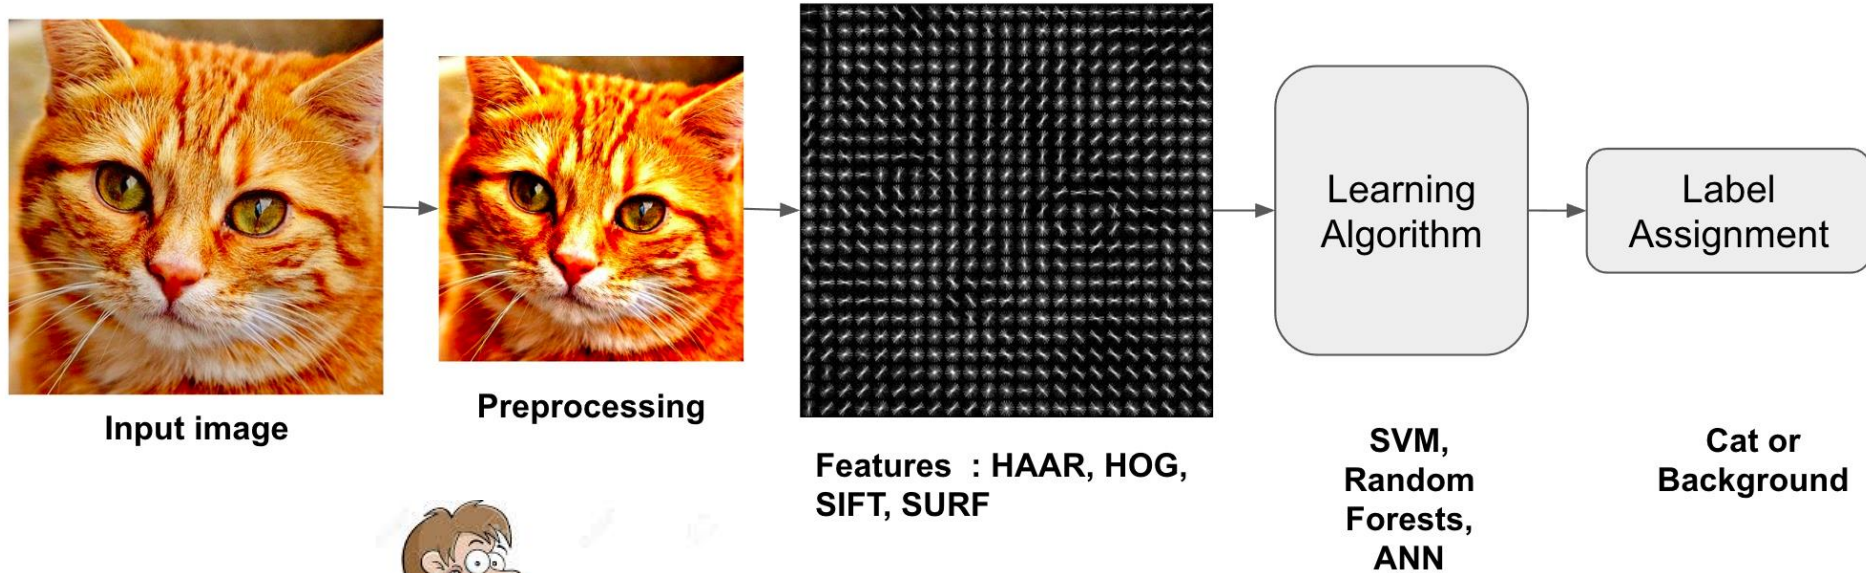 Input image
Preprocessing
Features : HAAR, HOG,
SIFT, SURF
Learning
Algorithm
SVM,
Random
Forests,
ANN
Label
Assignment
Cat or
Background